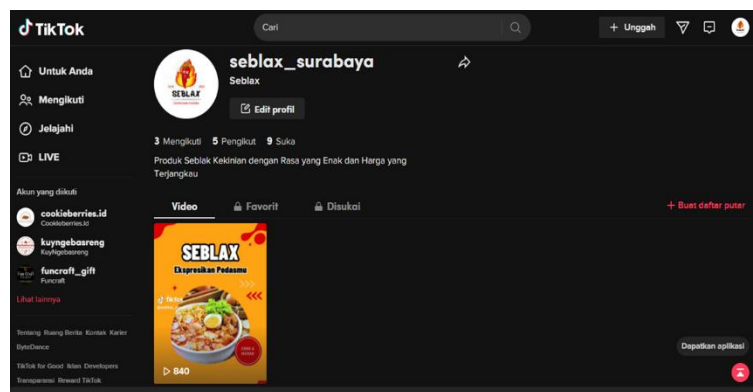 TikTok
Cari
+ Unggah
Untuk Anda
Mengikuti
Jelajahi
LIVE
Akun yang diikuti
cookieberries.id
Cookieberries.id
kuyngebasreng
KuyNgebasreng
funcraft_gift
Funcraft
Lihat lainnya
Tentang Ruang Berita Kontak Karier
ByteDance
TikTok for Good Iklan Developers
Transparansi Reward TikTok
SEBLAX
seblax_surabaya
Seblax
Edit profil
3 Mengikuti 5 Pengikut 9 Suka
Produk Seblak Kekinian dengan Rasa yang Enak dan Harga yang
Terjangkau
Video Favorit Disukai
+ Buat daftar putar
SEBLAX
Ekspresikan Pedasmu
TikTok
840
Dapatkan aplikasi